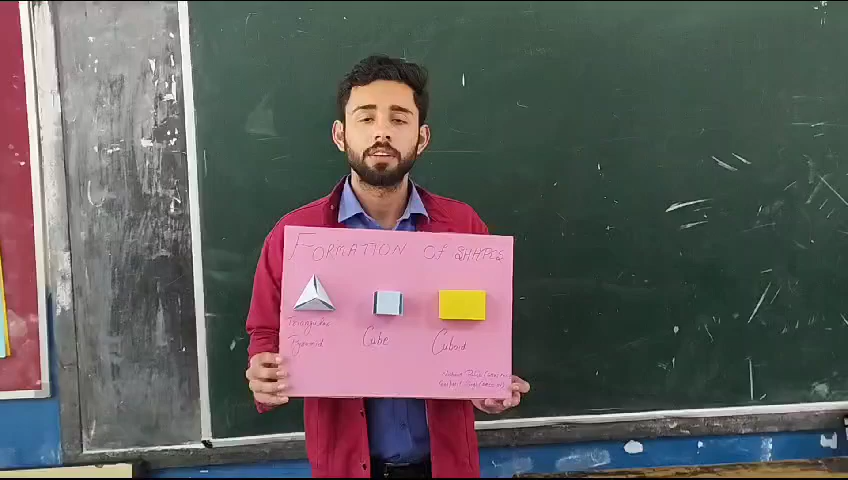 FORMATION OF SHAPES
Triangular
Pyramid
Cube
Cuboid